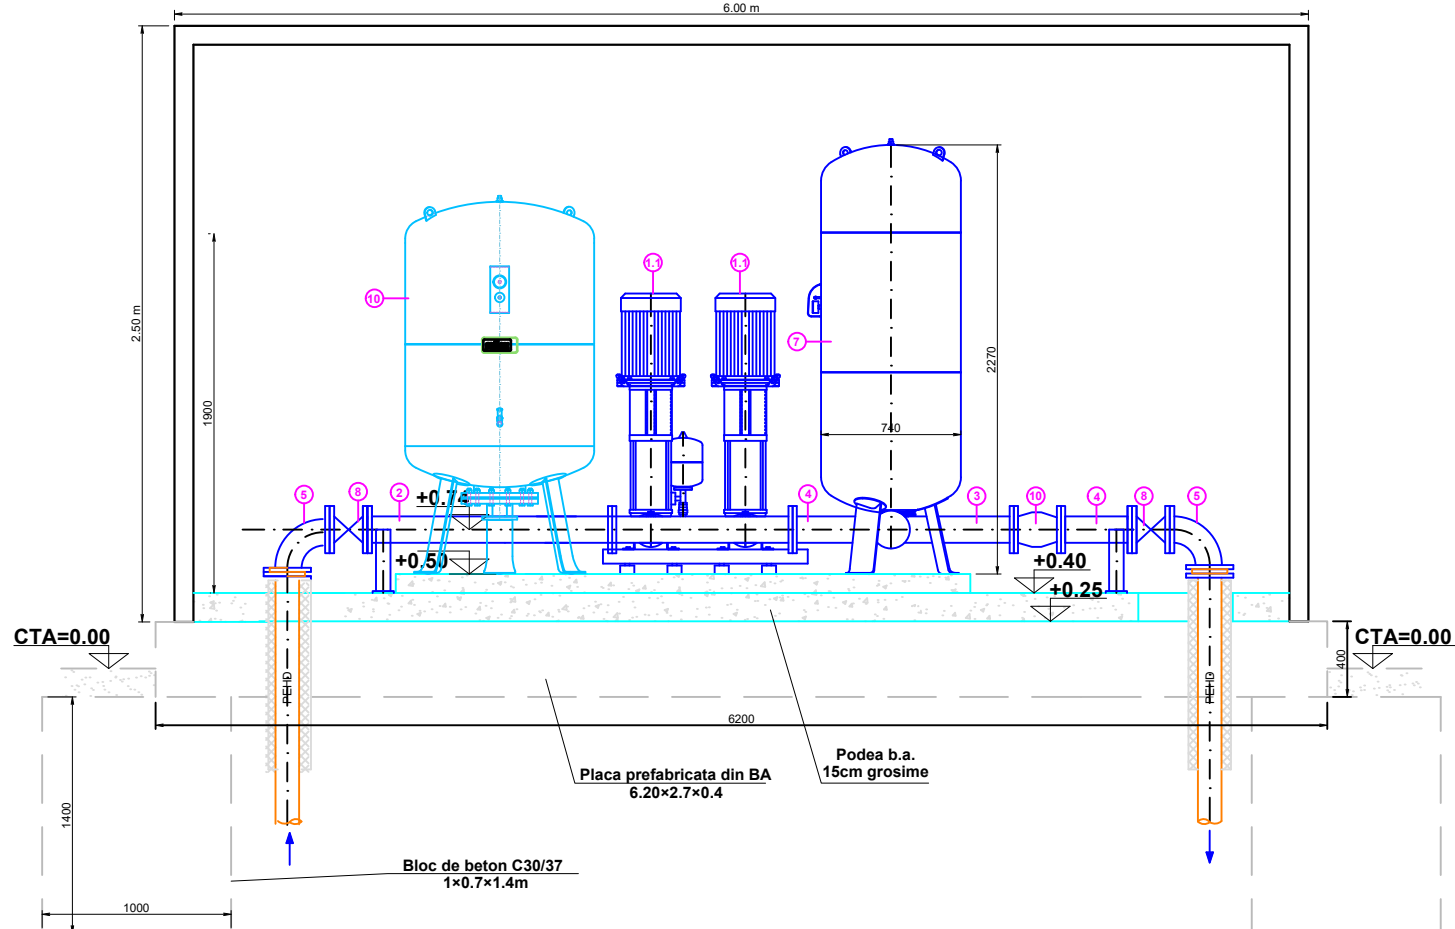 6.00 m
2.50 m
1.1
1.1
10
7
2270
1900
740
5
8
2
+0.74
4
3
10
4
8
5
+0.50
+0.40
+0.25
CTA=0.00
CTA=0.00
400
PEHD
PEHD
6200
Podea b.a.
15cm grosime
Placa prefabricata din BA
6.20×2.7×0.4
1400
Bloc de beton C30/37
1×0.7×1.4m
1000